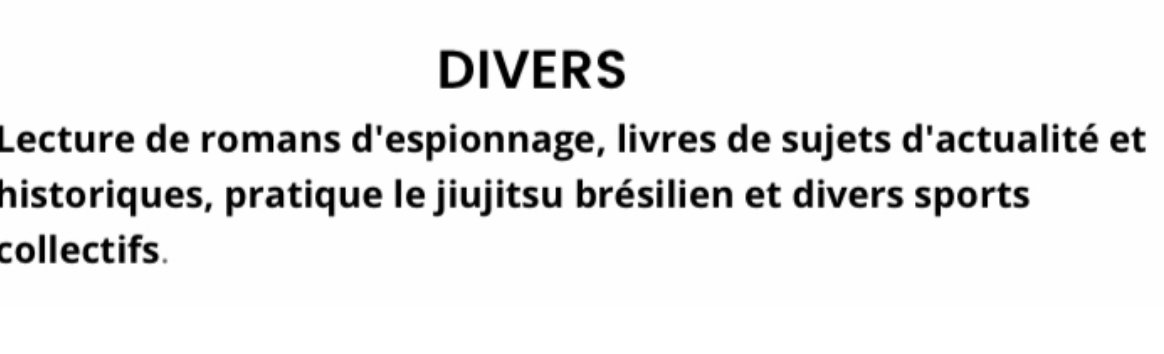 DIVERS
Lecture de romans d'espionnage, livres de sujets d'actualité et
historiques, pratique le jiujitsu brésilien et divers sports
collectifs.